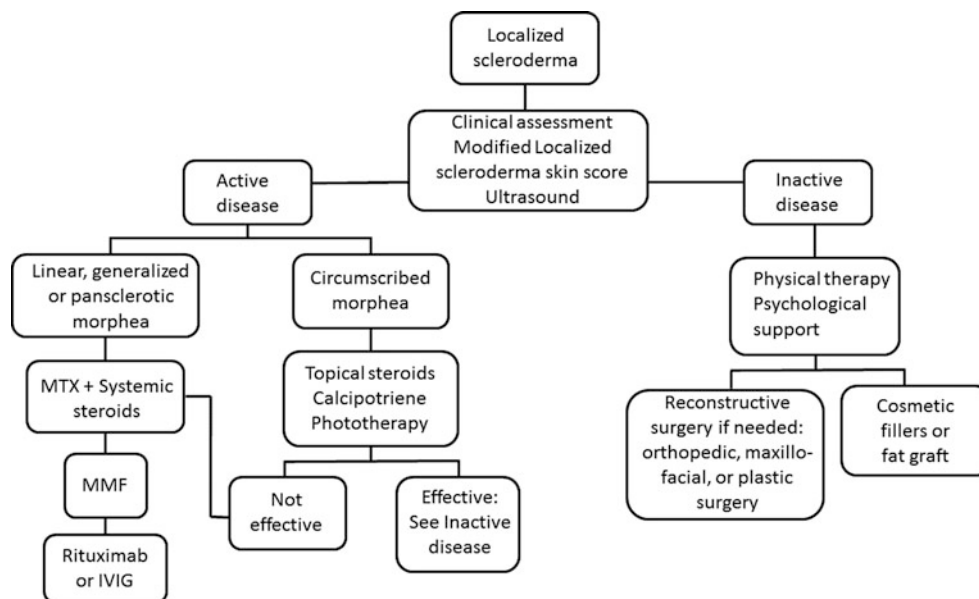 Localized
scleroderma
Clinical assessment
Modified Localized
scleroderma skin score
Ultrasound
Active
disease
Inactive
disease
Linear, generalized
or pansclerotic
morphea
Circumscribed
morphea
Physical therapy
Psychological
support
MTX + Systemic
steroids
Topical steroids
Calcipotriene
Phototherapy
Reconstructive
surgery if needed:
orthopedic, maxillo-
facial, or plastic
surgery
Cosmetic
fillers or
fat graft
MMF
Not
effective
Effective:
See Inactive
disease
Rituximab
or IVIG